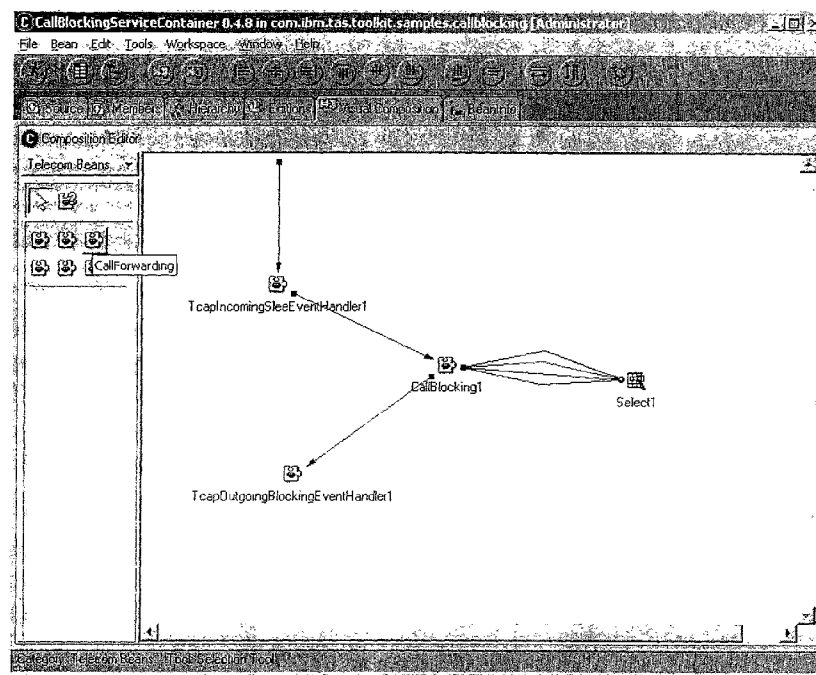 CallBlockingServiceContainer 0.4.8 in com.ibm.tas.toolkit.samples.callblocking [Administrator]
File Bean Edit Tools Workspace Window Help
Source Members Hierarchy Editions Visual Composition BeanInfo
Composition Editor
Telecom Beans
CallForwarding
TcapIncomingSleeEventHandler1
CallBlocking1
Select1
TcapOutgoingBlockingEventHandler1
Category: Telecom Beans Tool: Selection Tool